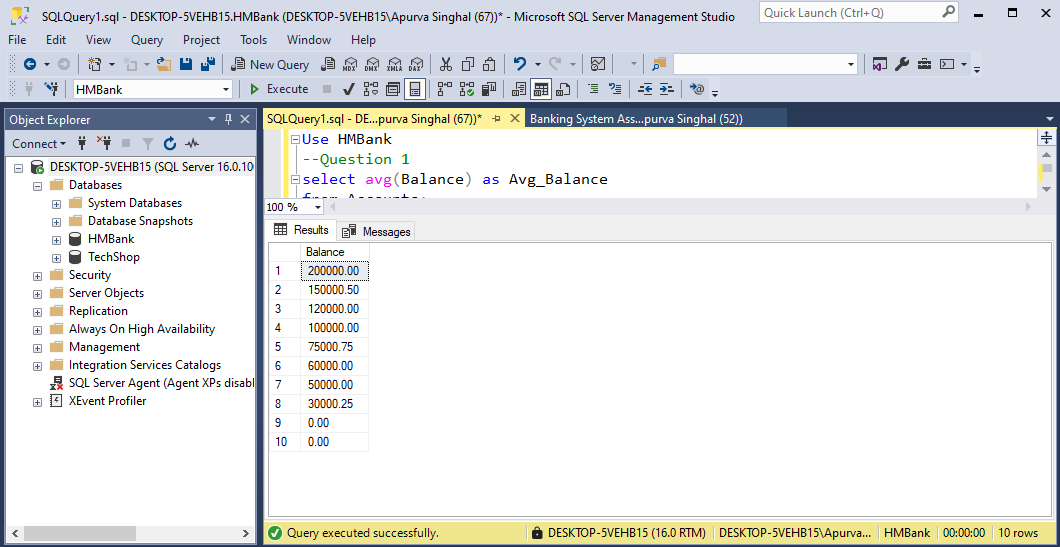 SQLQuery1.sql - DESKTOP-5VEHB15.HMBank (DESKTOP-5VEHB15\Apurva Singhal (67))* - Microsoft SQL Server Management Studio
Quick Launch (Ctrl+Q)
File Edit View Query Project Tools Window Help
New Query MDX DMX XMLA DAX
HMBank Execute
Object Explorer
Connect
DESKTOP-5VEHB15 (SQL Server 16.0.10
Databases
System Databases
Database Snapshots
HMBank
TechShop
Security
Server Objects
Replication
Always On High Availability
Management
Integration Services Catalogs
SQL Server Agent (Agent XPs disabl
XEvent Profiler
SQLQuery1.sql - DE...purva Singhal (67))* Banking System Ass...purva Singhal (52))
Use HMBank
--Question 1
select avg(Balance) as Avg_Balance
from Accounts;
100 %
Results Messages
Balance
1 200000.00
2 150000.50
3 120000.00
4 100000.00
5 75000.75
6 60000.00
7 50000.00
8 30000.25
9 0.00
10 0.00
Query executed successfully. DESKTOP-5VEHB15 (16.0 RTM) DESKTOP-5VEHB15\Apurva... HMBank 00:00:00 10 rows